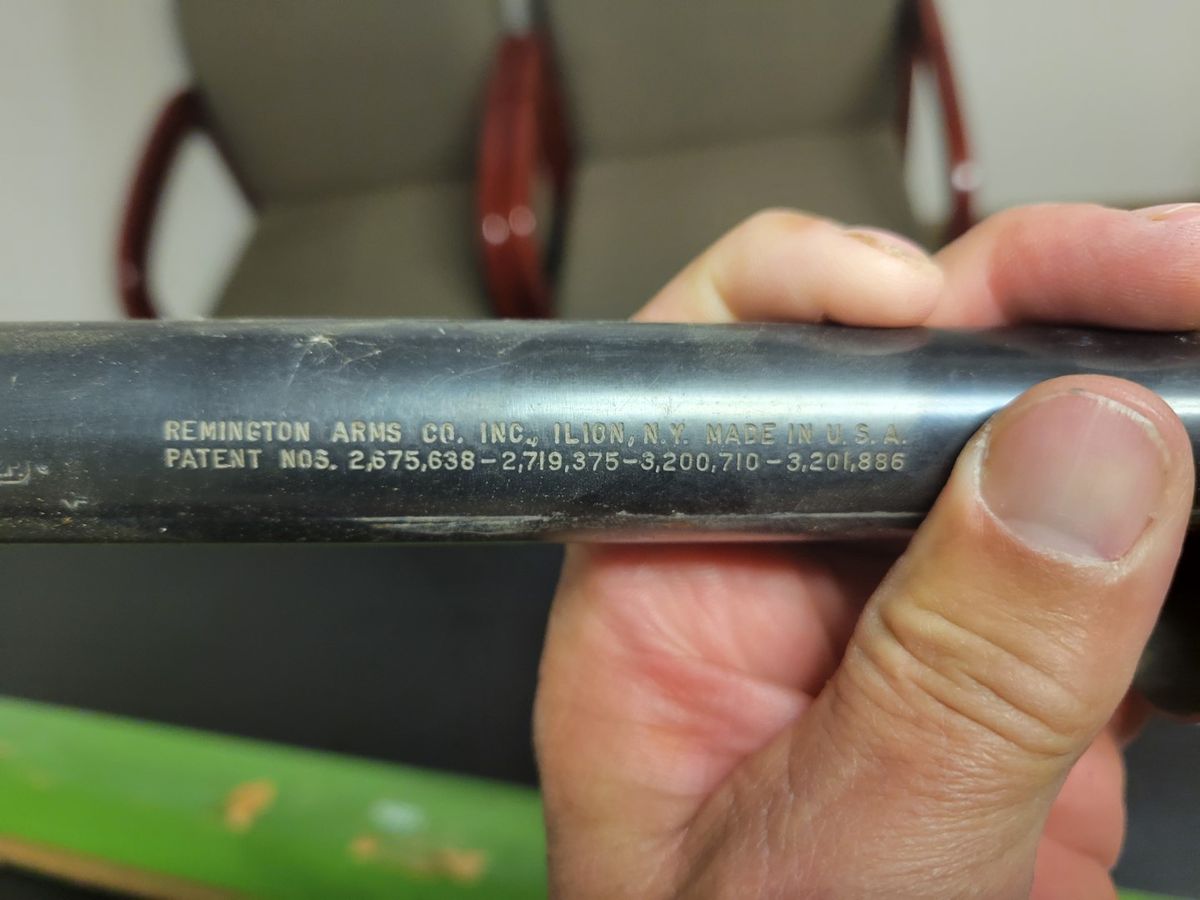 REMINGTON ARMS CO. INC., ILION, N.Y. MADE IN U.S.A.
PATENT NOS. 2,675,638-2,719,375-3,200,710-3,201,886